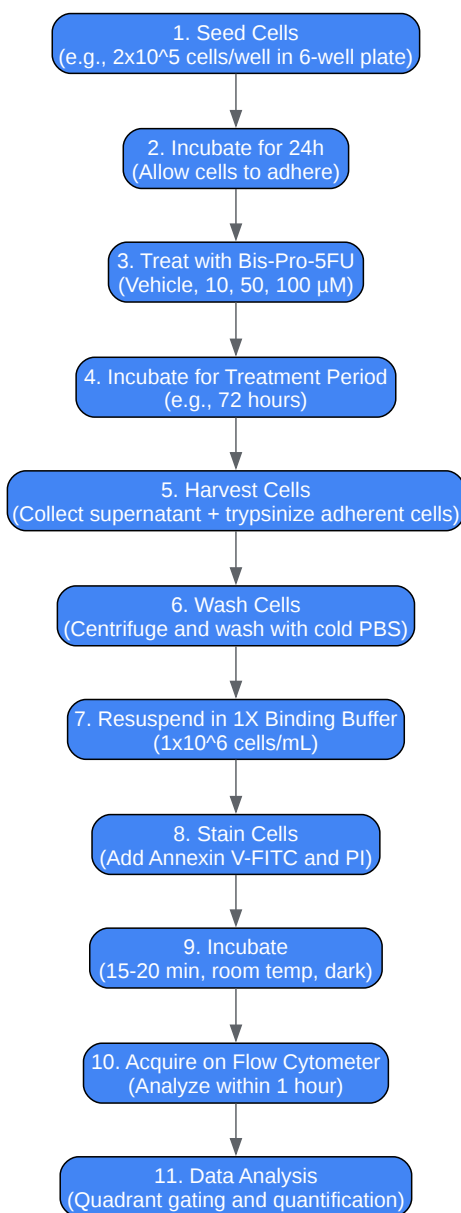 1. Seed Cells
(e.g., 2x10^5 cells/well in 6-well plate)
2. Incubate for 24h
(Allow cells to adhere)
3. Treat with Bis-Pro-5FU
(Vehicle, 10, 50, 100 µM)
4. Incubate for Treatment Period
(e.g., 72 hours)
5. Harvest Cells
(Collect supernatant + trypsinize adherent cells)
6. Wash Cells
(Centrifuge and wash with cold PBS)
7. Resuspend in 1X Binding Buffer
(1x10^6 cells/mL)
8. Stain Cells
(Add Annexin V-FITC and PI)
9. Incubate
(15-20 min, room temp, dark)
10. Acquire on Flow Cytometer
(Analyze within 1 hour)
11. Data Analysis
(Quadrant gating and quantification)